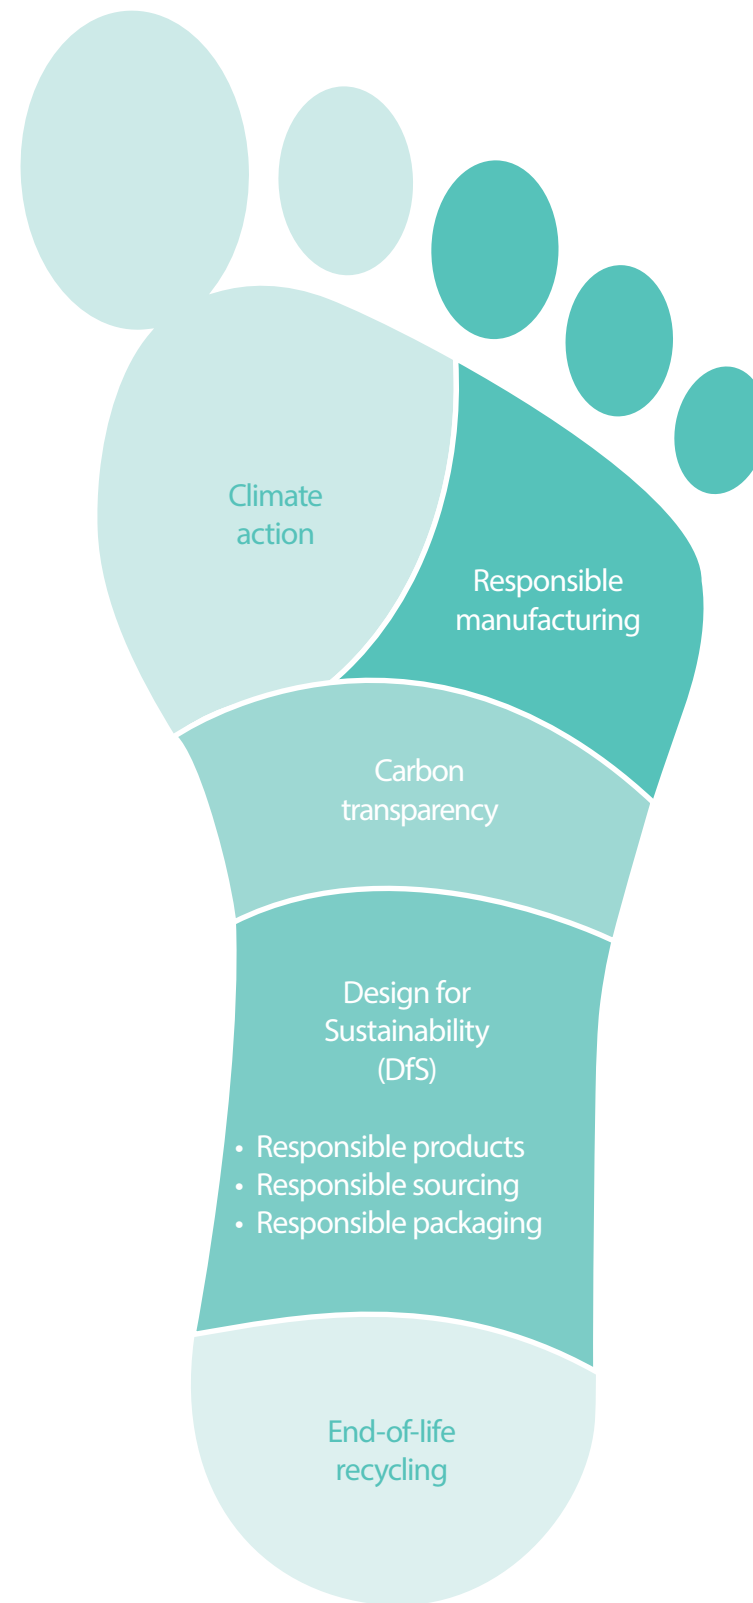 Climate
action
Responsible
manufacturing
Carbon
transparency
Design for
Sustainability
(DfS)
• Responsible products
• Responsible sourcing
• Responsible packaging
End-of-life
recycling